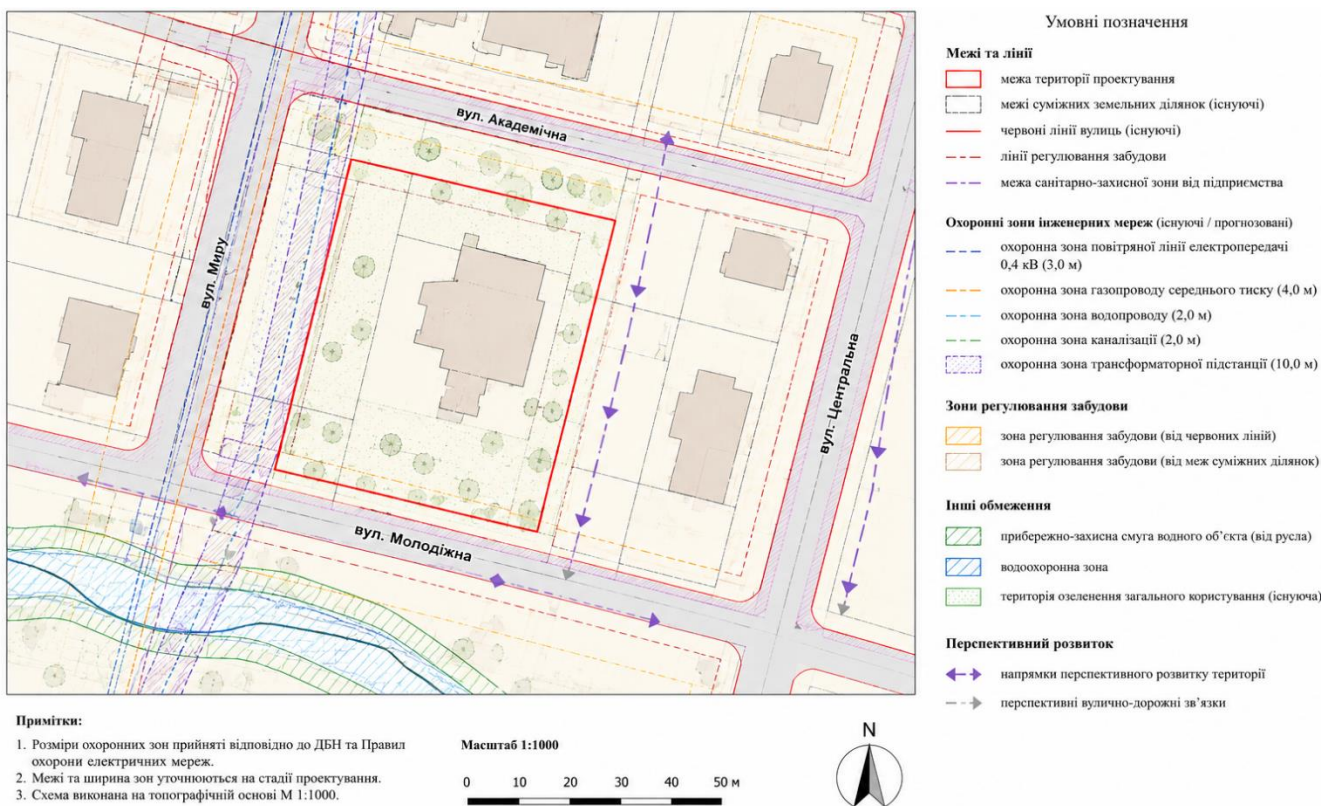 вул. Академічна
вул. Миру
вул. Центральна
вул. Молодіжна
Умовні позначення
Межі та лінії
межа території проектування
межі суміжних земельних ділянок (існуючі)
червоні лінії вулиць (існуючі)
лінії регулювання забудови
межа санітарно-захисної зони від підприємства
Охоронні зони інженерних мереж (існуючі / прогнозовані)
охоронна зона повітряної лінії електропередачі
0,4 кВ (3,0 м)
охоронна зона газопроводу середнього тиску (4,0 м)
охоронна зона водопроводу (2,0 м)
охоронна зона каналізації (2,0 м)
охоронна зона трансформаторної підстанції (10,0 м)
Зони регулювання забудови
зона регулювання забудови (від червоних ліній)
зона регулювання забудови (від меж суміжних ділянок)
Інші обмеження
прибережно-захисна смуга водного об’єкта (від русла)
водоохоронна зона
територія озеленення загального користування (існуюча)
Перспективний розвиток
напрямки перспективного розвитку території
перспективні вулично-дорожні зв’язки
Примітки:
1. Розміри охоронних зон прийняті відповідно до ДБН та Правил
охорони електричних мереж.
2. Межі та ширина зон уточнюються на стадії проектування.
3. Схема виконана на топографічній основі М 1:1000.
Масштаб 1:1000
0 10 20 30 40 50 м
N